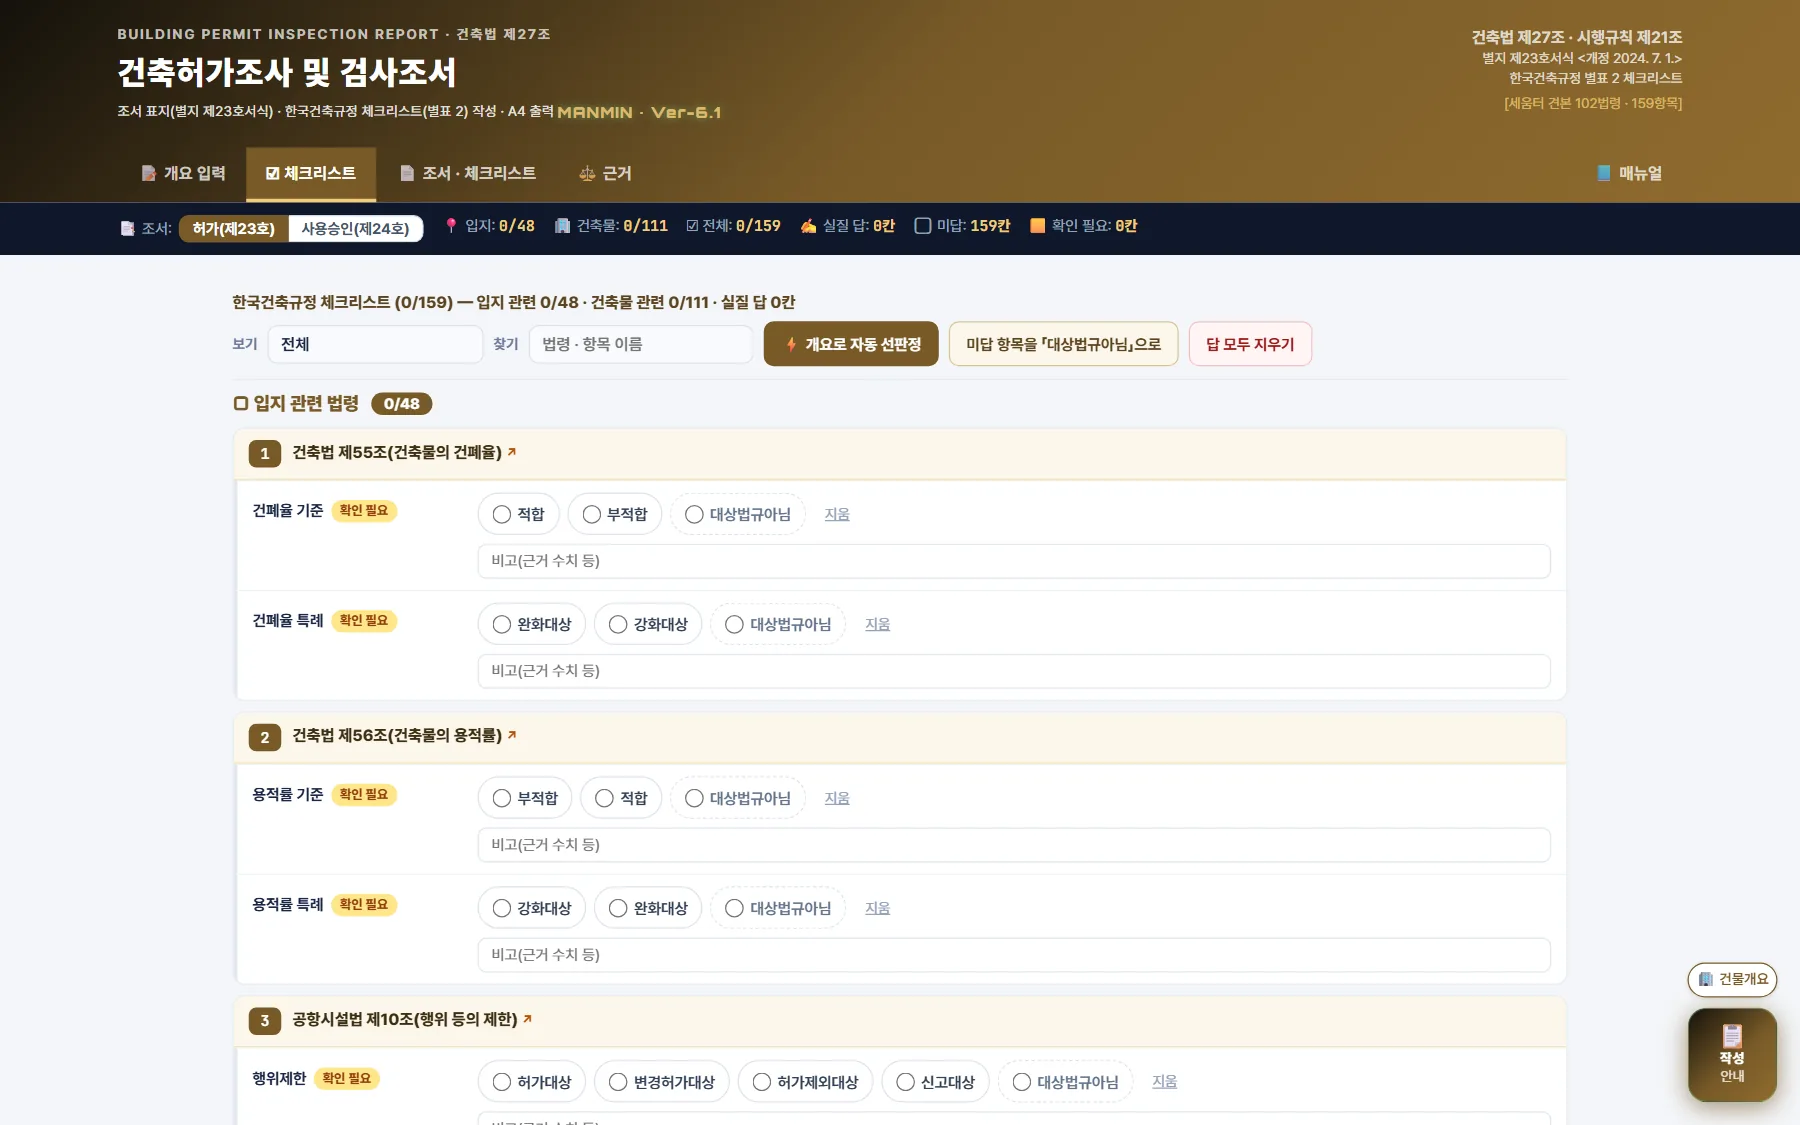 BUILDING PERMIT INSPECTION REPORT · 건축법 제27조
건축허가조사 및 검사조서
조서 표지(별지 제23호서식) · 한국건축규정 체크리스트(별표 2) 작성 · A4 출력 MANMIN · Ver-6.1
건축법 제27조 · 시행규칙 제21조
별지 제23호서식 <개정 2024. 7. 1.>
한국건축규정 별표 2 체크리스트
[세움터 견본 102법령 · 159항목]
개요 입력
체크리스트
조서 · 체크리스트
근거
매뉴얼
조서: 허가(제23호) 사용승인(제24호) 입지: 0/48 건축물: 0/111 전체: 0/159 실질 답: 0칸 미답: 159칸 확인 필요: 0칸
한국건축규정 체크리스트 (0/159) — 입지 관련 0/48 · 건축물 관련 0/111 · 실질 답 0칸
보기 전체 찾기 법령 · 항목 이름 개요로 자동 선판정 미답 항목을 「대상법규아님」으로 답 모두 지우기
입지 관련 법령 0/48
1 건축법 제55조(건축물의 건폐율) ↗
건폐율 기준 확인 필요 적합 부적합 대상법규아님 지움
비고(근거 수치 등)
건폐율 특례 확인 필요 완화대상 강화대상 대상법규아님 지움
비고(근거 수치 등)
2 건축법 제56조(건축물의 용적률) ↗
용적률 기준 확인 필요 부적합 적합 대상법규아님 지움
비고(근거 수치 등)
용적률 특례 확인 필요 강화대상 완화대상 대상법규아님 지움
비고(근거 수치 등)
3 공항시설법 제10조(행위 등의 제한) ↗
행위제한 확인 필요 허가대상 변경허가대상 허가제외대상 신고대상 대상법규아님 지움
건물개요
작성
안내